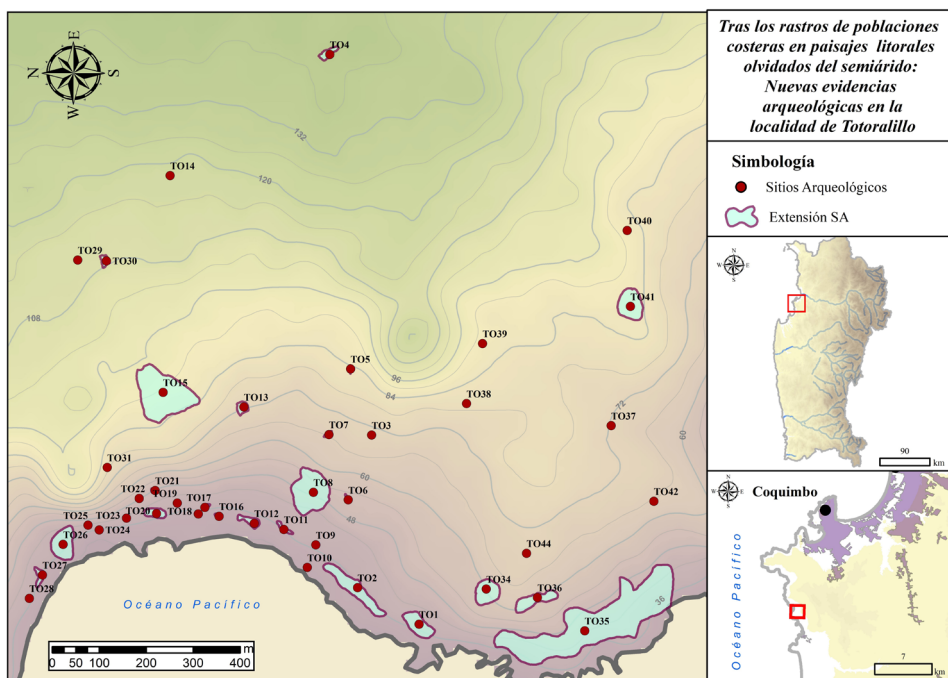 Tras los rastros de poblaciones
costeras en paisajes litorales
olvidados del semiárido:
Nuevas evidencias
arqueológicas en la
localidad de Totoralillo
Simbología
Sitios Arqueológicos
Extensión SA
N
E
S
W
TO4
132
TO14
120
TO40
TO29
TO30
TO41
108
TO39
TO5
96
84
TO15
TO38
TO13
72
TO37
TO7
TO3
60
TO31
60
TO21
TO8
TO22
TO19
TO17
TO6
TO42
48
TO25
TO23
TO20
TO18
TO16
TO12
TO11
TO24
TO26
TO9
TO44
TO10
TO27
TO2
TO34
TO36
TO28
36
TO1
TO35
Océano Pacífico
0 50 100 200 300 400
m
N
W
E
S
90
km
N
W
E
S
Coquimbo
Océano Pacífico
7
km